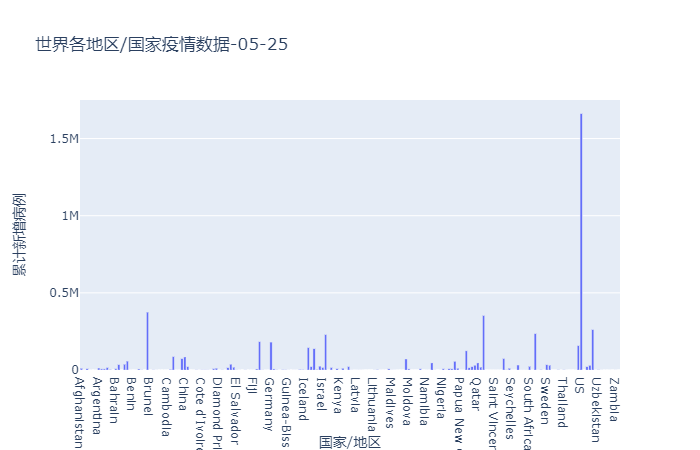 世界各地区/国家疫情数据-05-25
累计新增病例
1.5M
1M
0.5M
0
Afghanistan
Argentina
Bahrain
Benin
Brunei
Cambodia
China
Cote d'Ivoire
Diamond Pri
El Salvador
Fiji
Germany
Guinea-Biss
Iceland
Israel
Kenya
Latvia
Lithuania
Maldives
Moldova
Namibia
Nigeria
Papua New
Qatar
Saint Vincer
Seychelles
South Africa
Sweden
Thailand
US
Uzbekistan
Zambia
国家/地区